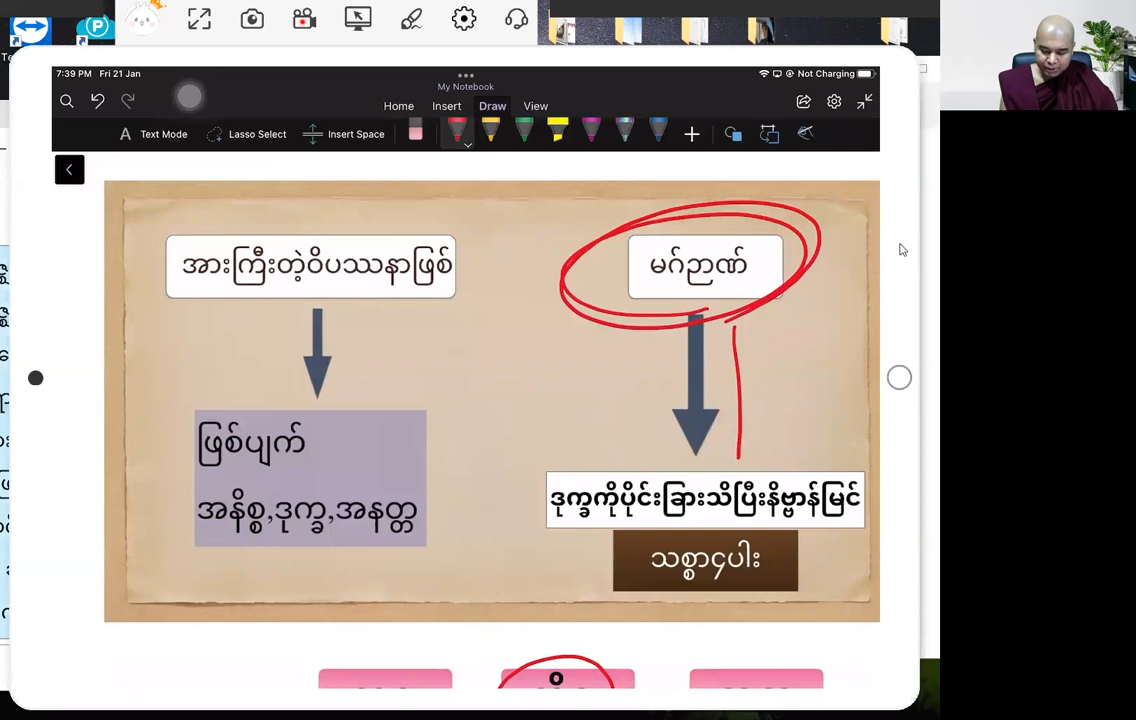 7:39 PM Fri 21 Jan
Not Charging
My Notebook
Home Insert Draw View
Text Mode Lasso Select Insert Space
အားကြီးတဲ့ဝိပဿနာဖြစ်
မဂ်ဉာဏ်
ဖြစ်ပျက်
အနိစ္စ,ဒုက္ခ,အနတ္တ
ဒုက္ခကိုပိုင်းခြားသိပြီးနိဗ္ဗာန်မြင်
သစ္စာ၄ပါး